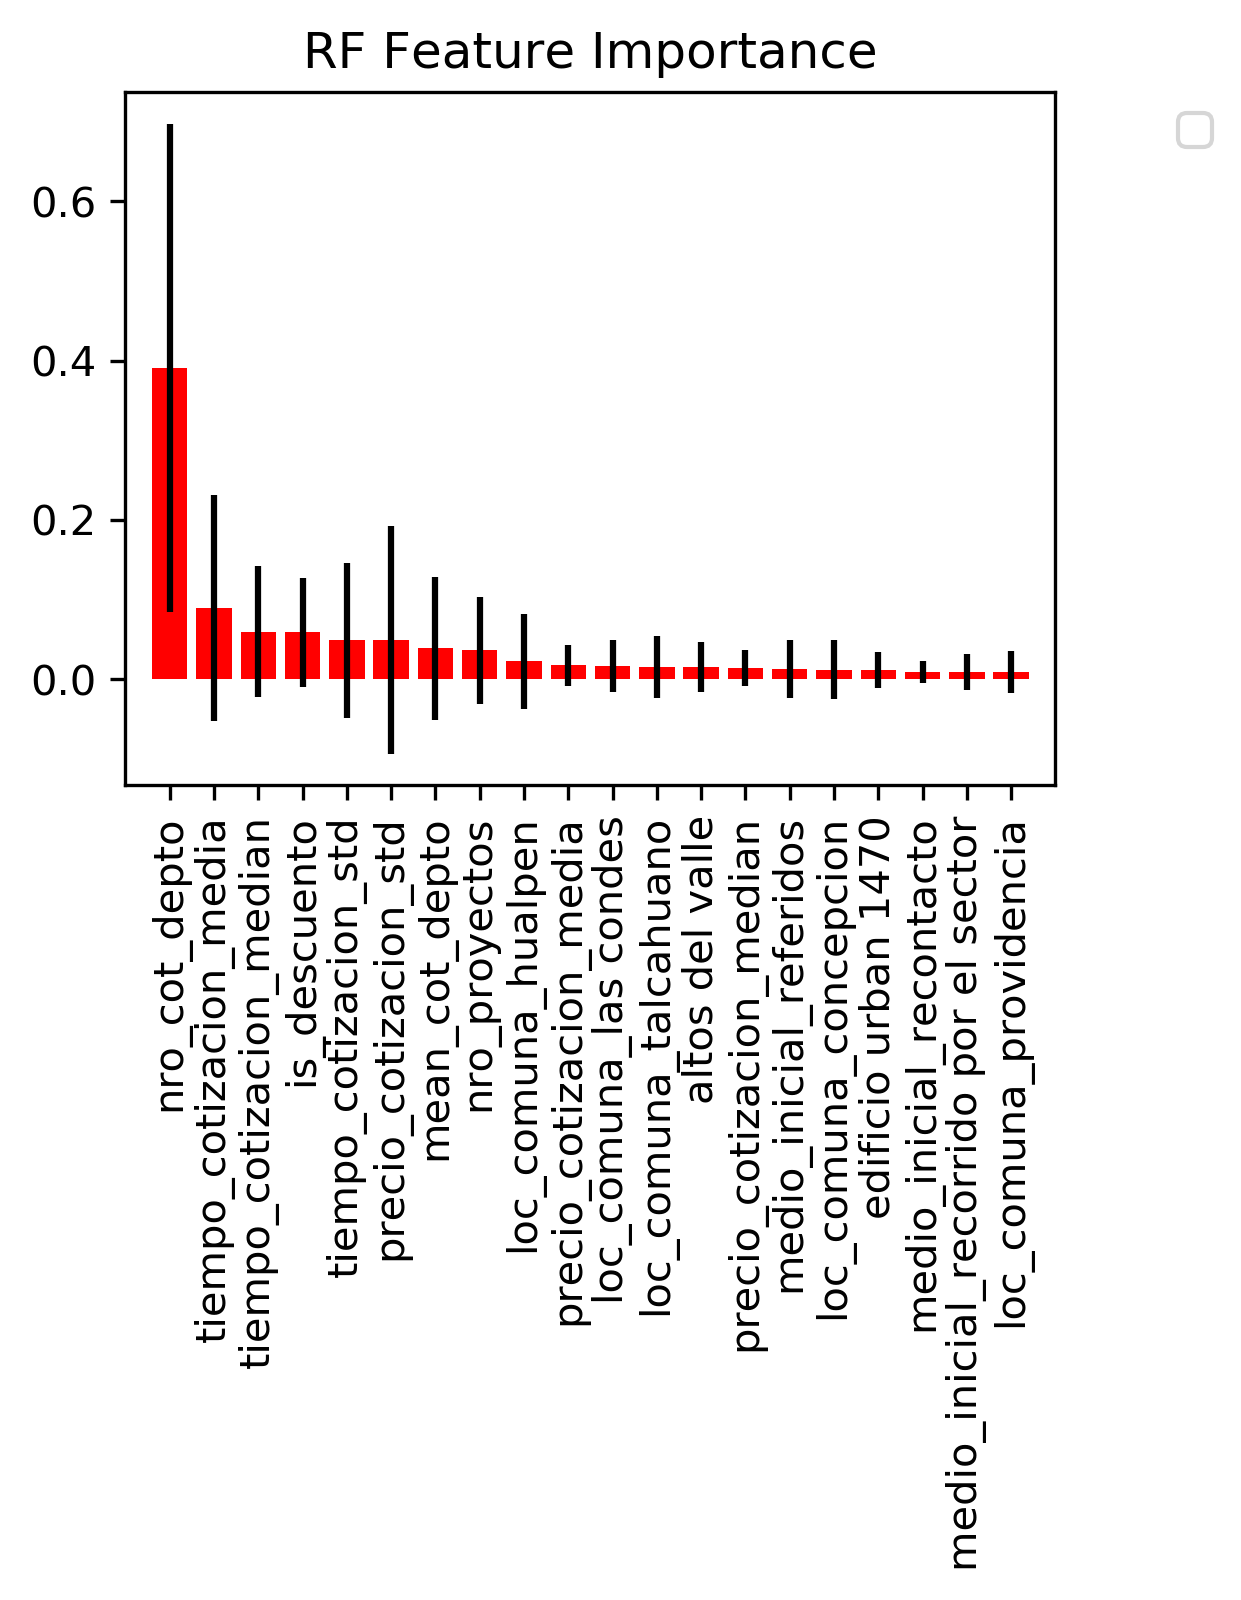 RF Feature Importance
0.6
0.4
0.2
0.0
nro_cot_depto
tiempo_cotizacion_media
tiempo_cotizacion_median
is_descuento
tiempo_cotizacion_std
precio_cotizacion_std
mean_cot_depto
nro_proyectos
loc_comuna_hualpen
precio_cotizacion_media
loc_comuna_las condes
loc_comuna_talcahuano
altos del valle
precio_cotizacion_median
medio_inicial_referidos
loc_comuna_concepcion
edificio urban 1470
medio_inicial_recontacto
medio_inicial_recorrido por el sector
loc_comuna_providencia